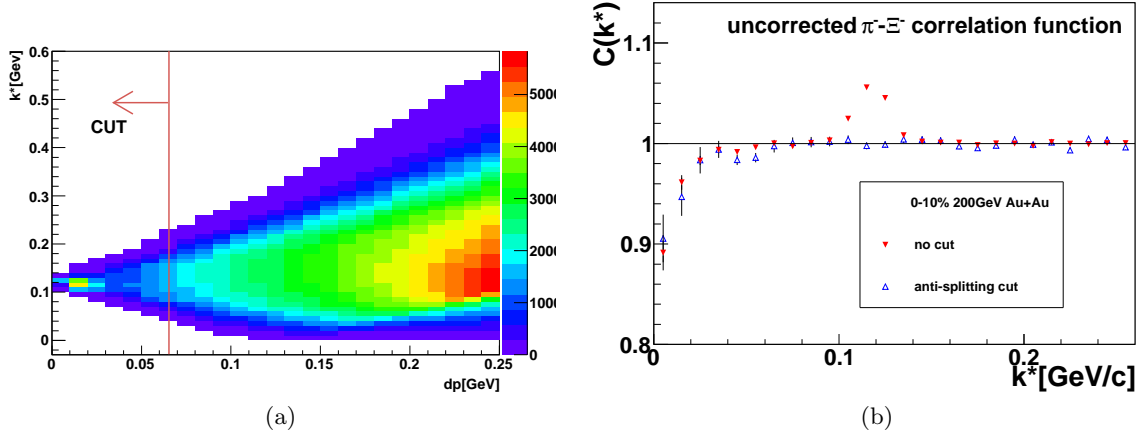 k*[Gev]
0.6
0.5
0.4
0.3
0.2
0.1
0
CUT
0
0.05
0.1
0.15
0.2
0.25
dp[GeV]
5000
4000
3000
2000
1000
0
(a)
uncorrected π⁻-Ξ⁻ correlation function
C(k*)
1.1
1
0.9
0.8
0-10% 200GeV Au+Au
no cut
anti-splitting cut
0
0.1
0.2
k*[GeV/c]
(b)